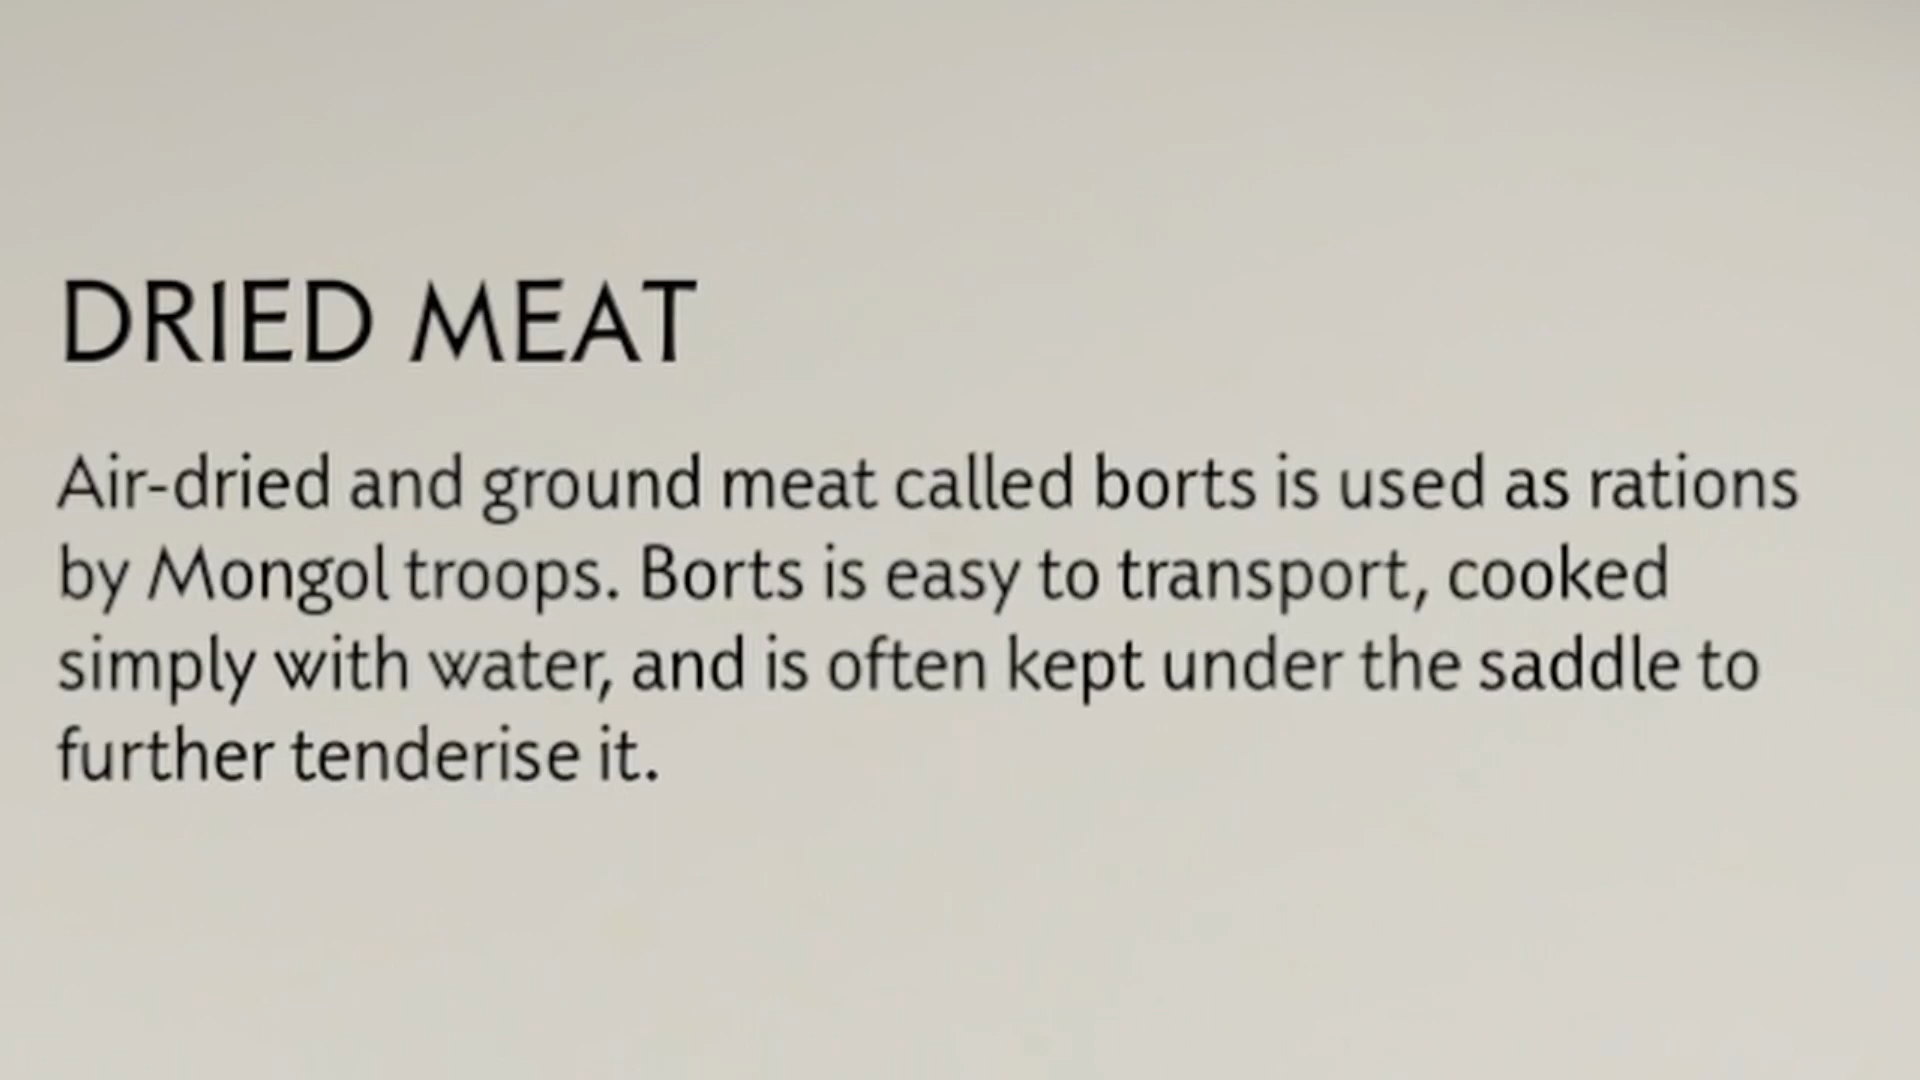 DRIED MEAT
Air-dried and ground meat called borts is used as rations
by Mongol troops. Borts is easy to transport, cooked
simply with water, and is often kept under the saddle to
further tenderise it.